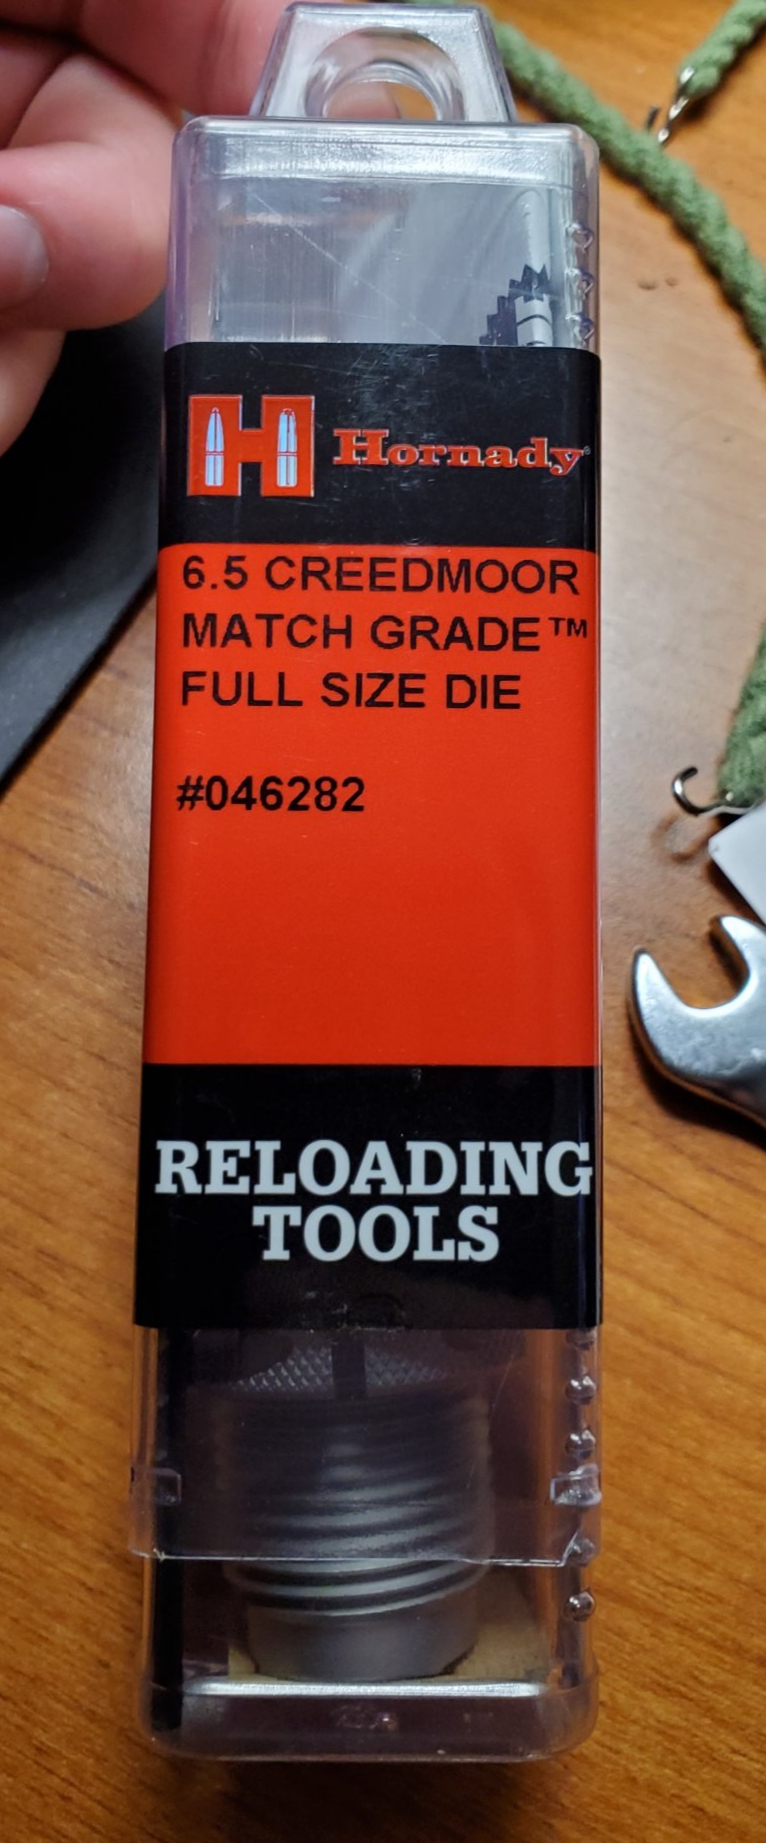 H Hornady®
6.5 CREEDMOOR
MATCH GRADE™
FULL SIZE DIE
#046282
RELOADING
TOOLS